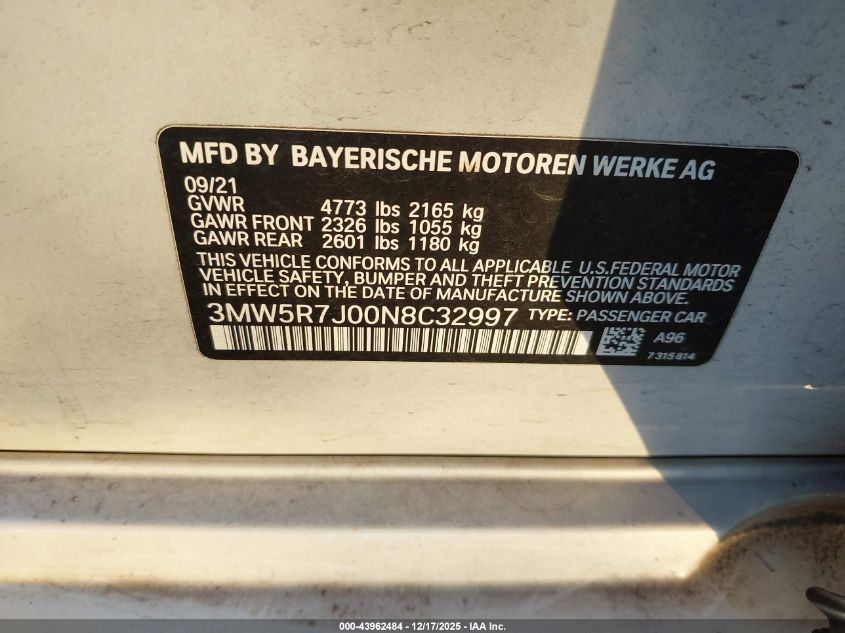 MFD BY BAYERISCHE MOTOREN WERKE AG
09/21
GVWR 4773 lbs 2165 kg
GAWR FRONT 2326 lbs 1055 kg
GAWR REAR 2601 lbs 1180 kg
THIS VEHICLE CONFORMS TO ALL APPLICABLE U.S.FEDERAL MOTOR
VEHICLE SAFETY, BUMPER AND THEFT PREVENTION STANDARDS
IN EFFECT ON THE DATE OF MANUFACTURE SHOWN ABOVE.
3MW5R7J00N8C32997 TYPE: PASSENGER CAR
A96
7 315 814
000-43962484 - 12/17/2025 - IAA Inc.